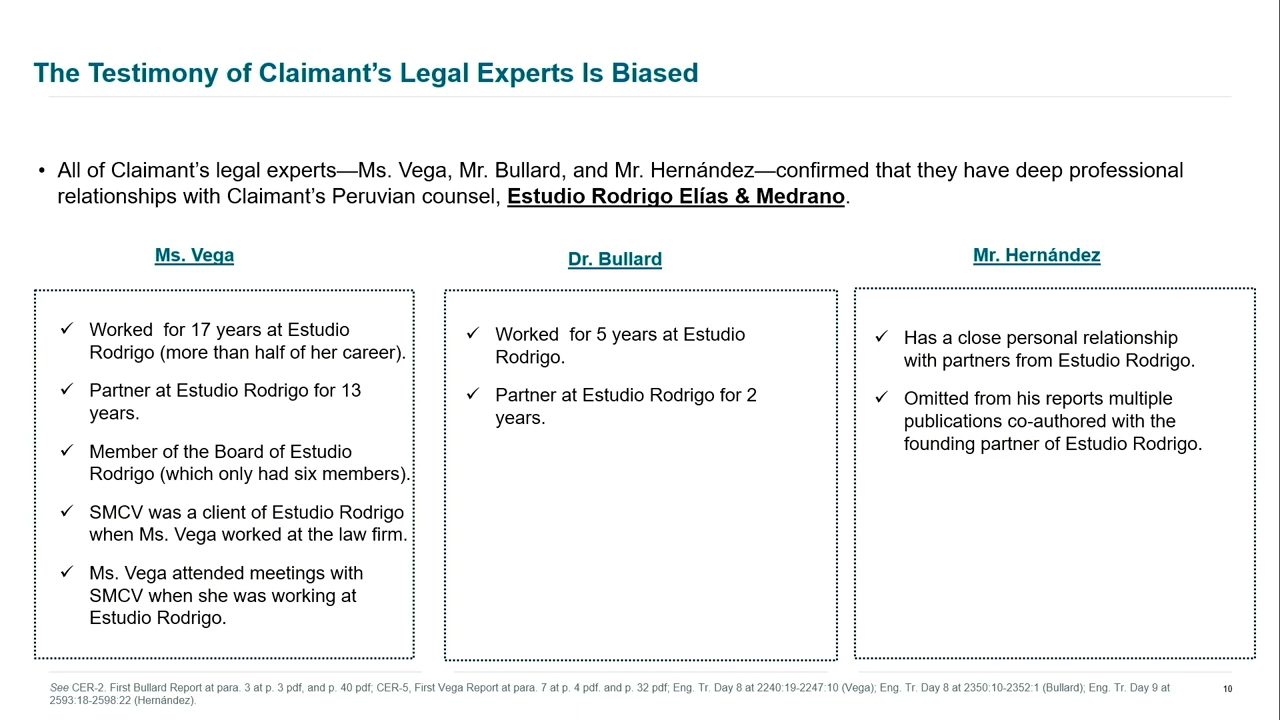 The Testimony of Claimant’s Legal Experts Is Biased
• All of Claimant’s legal experts—Ms. Vega, Mr. Bullard, and Mr. Hernández—confirmed that they have deep professional
relationships with Claimant’s Peruvian counsel, Estudio Rodrigo Elías & Medrano.
Ms. Vega
✓ Worked  for 17 years at Estudio
Rodrigo (more than half of her career).
✓ Partner at Estudio Rodrigo for 13
years.
✓ Member of the Board of Estudio
Rodrigo (which only had six members).
✓ SMCV was a client of Estudio Rodrigo
when Ms. Vega worked at the law firm.
✓ Ms. Vega attended meetings with
SMCV when she was working at
Estudio Rodrigo.
Dr. Bullard
✓ Worked  for 5 years at Estudio
Rodrigo.
✓ Partner at Estudio Rodrigo for 2
years.
Mr. Hernández
✓ Has a close personal relationship
with partners from Estudio Rodrigo.
✓ Omitted from his reports multiple
publications co-authored with the
founding partner of Estudio Rodrigo.
See CER-2. First Bullard Report at para. 3 at p. 3 pdf, and p. 40 pdf; CER-5, First Vega Report at para. 7 at p. 4 pdf. and p. 32 pdf; Eng. Tr. Day 8 at 2240:19-2247:10 (Vega); Eng. Tr. Day 8 at 2350:10-2352:1 (Bullard); Eng. Tr. Day 9 at
2593:18-2598:22 (Hernández).
10